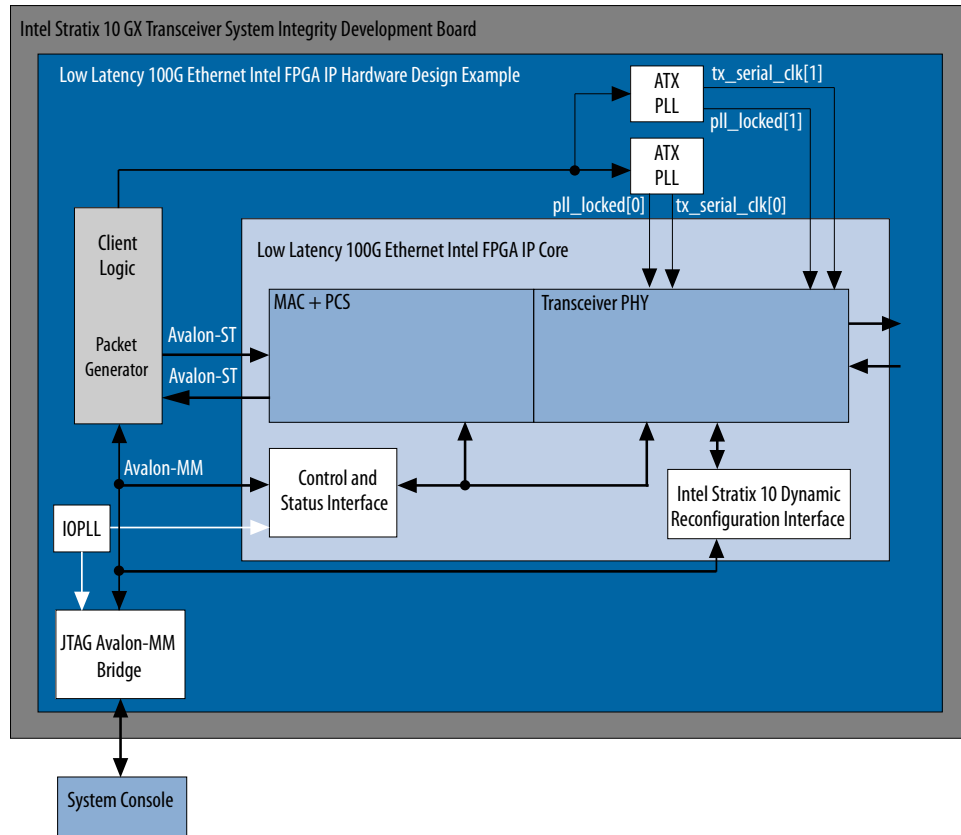 Intel Stratix 10 GX Transceiver System Integrity Development Board
Low Latency 100G Ethernet Intel FPGA IP Hardware Design Example
ATX
PLL
tx_serial_clk[1]
pll_locked[1]
ATX
PLL
pll_locked[0]
tx_serial_clk[0]
Client
Logic
Packet
Generator
Low Latency 100G Ethernet Intel FPGA IP Core
MAC + PCS
Transceiver PHY
Avalon-ST
Avalon-ST
Avalon-MM
Control and
Status Interface
Intel Stratix 10 Dynamic
Reconfiguration Interface
IOPLL
JTAG Avalon-MM
Bridge
System Console